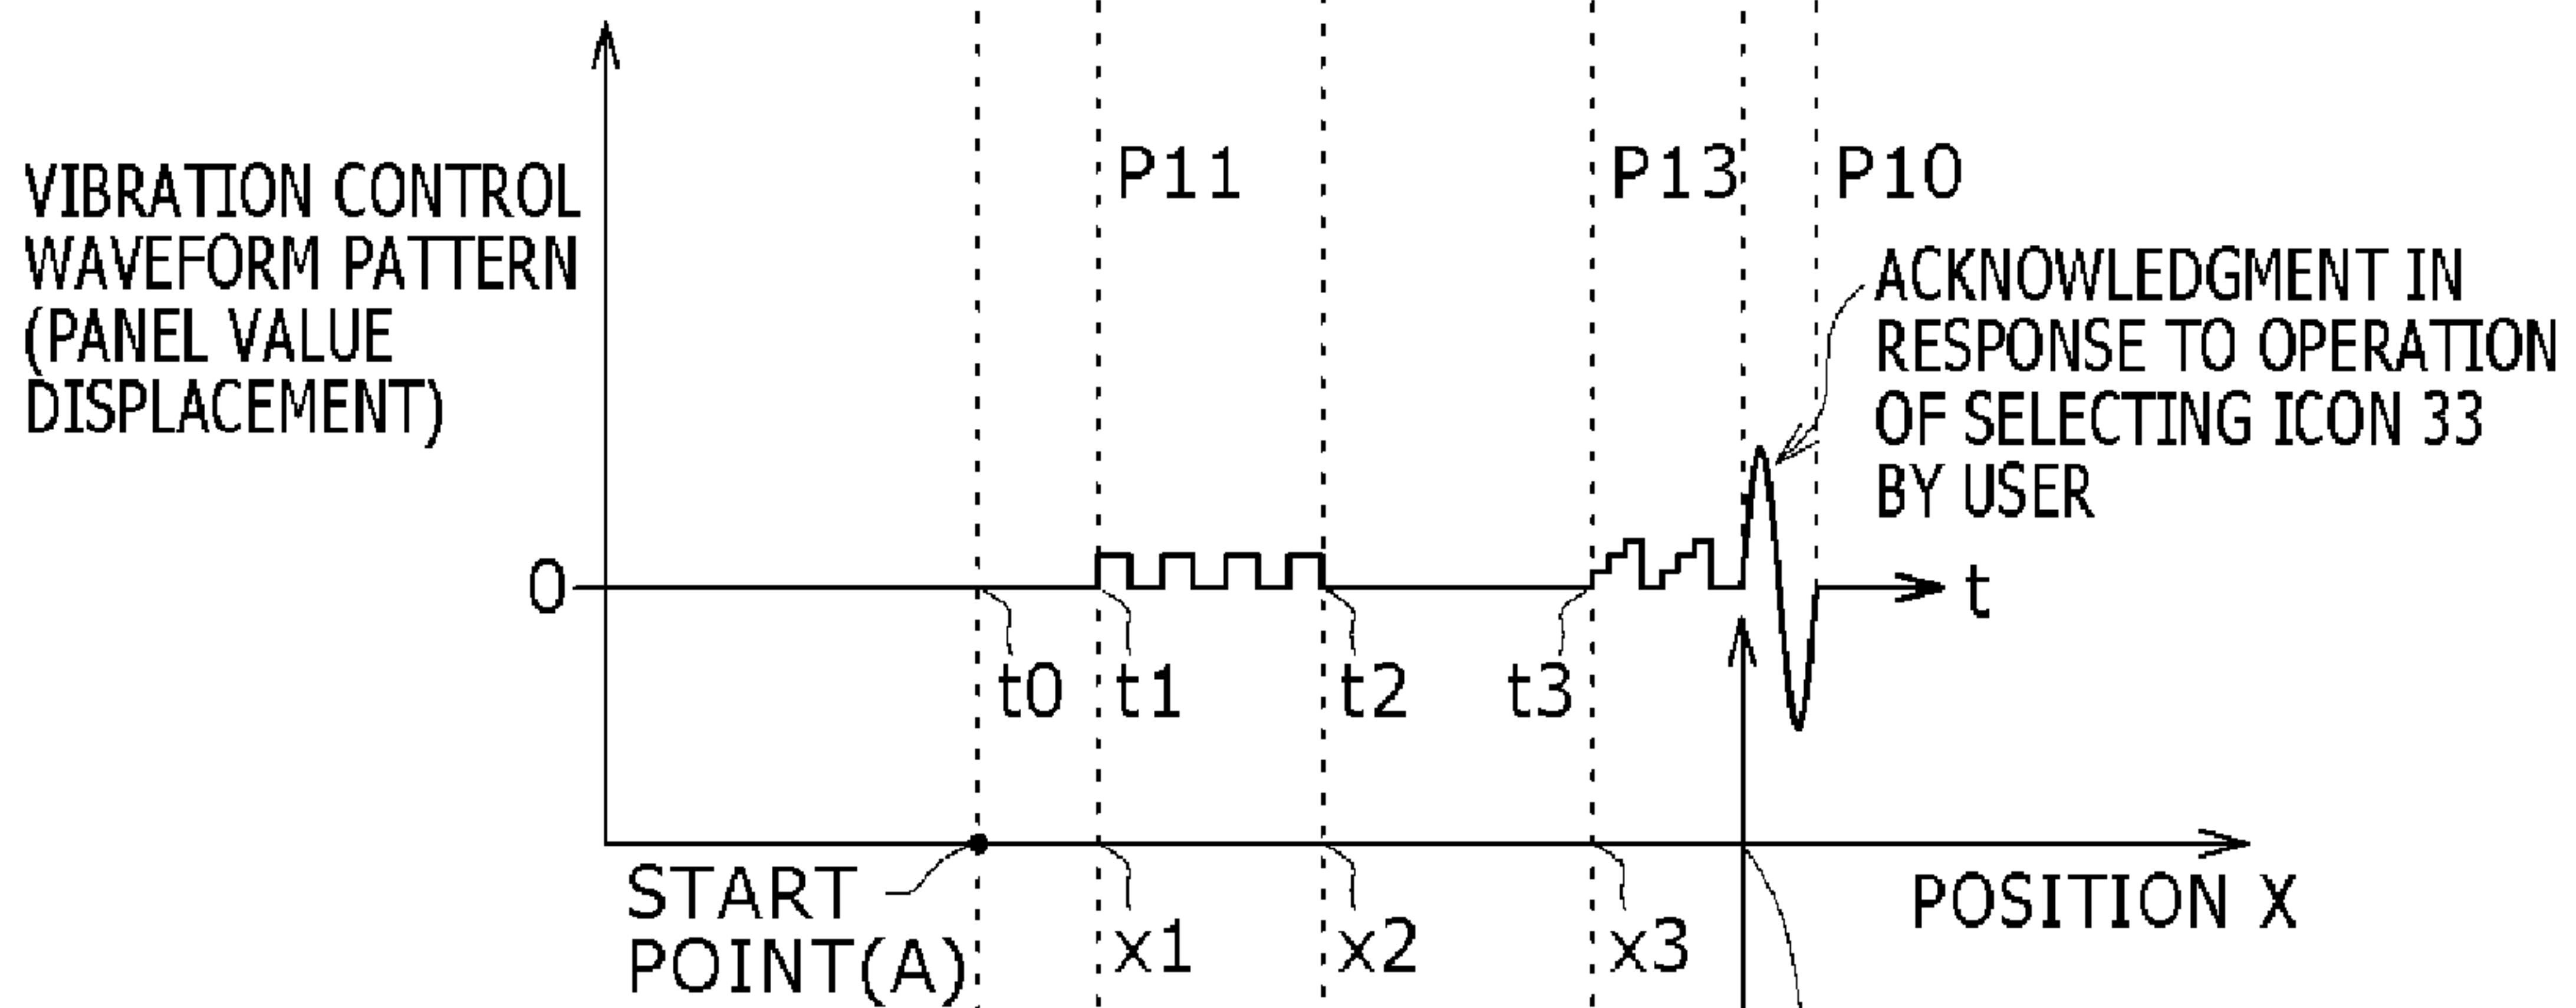 P11
P13
P10
VIBRATION CONTROL
WAVEFORM PATTERN
(PANEL VALUE
DISPLACEMENT)
ACKNOWLEDGMENT IN
RESPONSE TO OPERATION
OF SELECTING ICON 33
BY USER
0
t
t0
t1
t2
t3
START
POINT(A)
x1
x2
x3
POSITION X